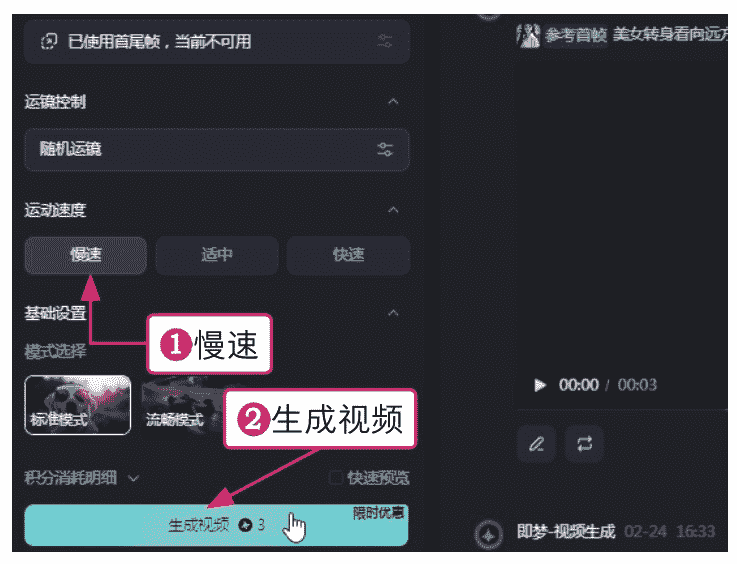 已使用首尾帧，当前不可用
运镜控制
随机运镜
运动速度
慢速 适中 快速
基础设置
❶慢速
模式选择
标准模式 流畅模式
❷生成视频
积分消耗明细 快速预览
生成视频 3 限时优惠
参考首帧 美女转身看向远方
00:00 / 00:03
即梦-视频生成 02-24 16:33